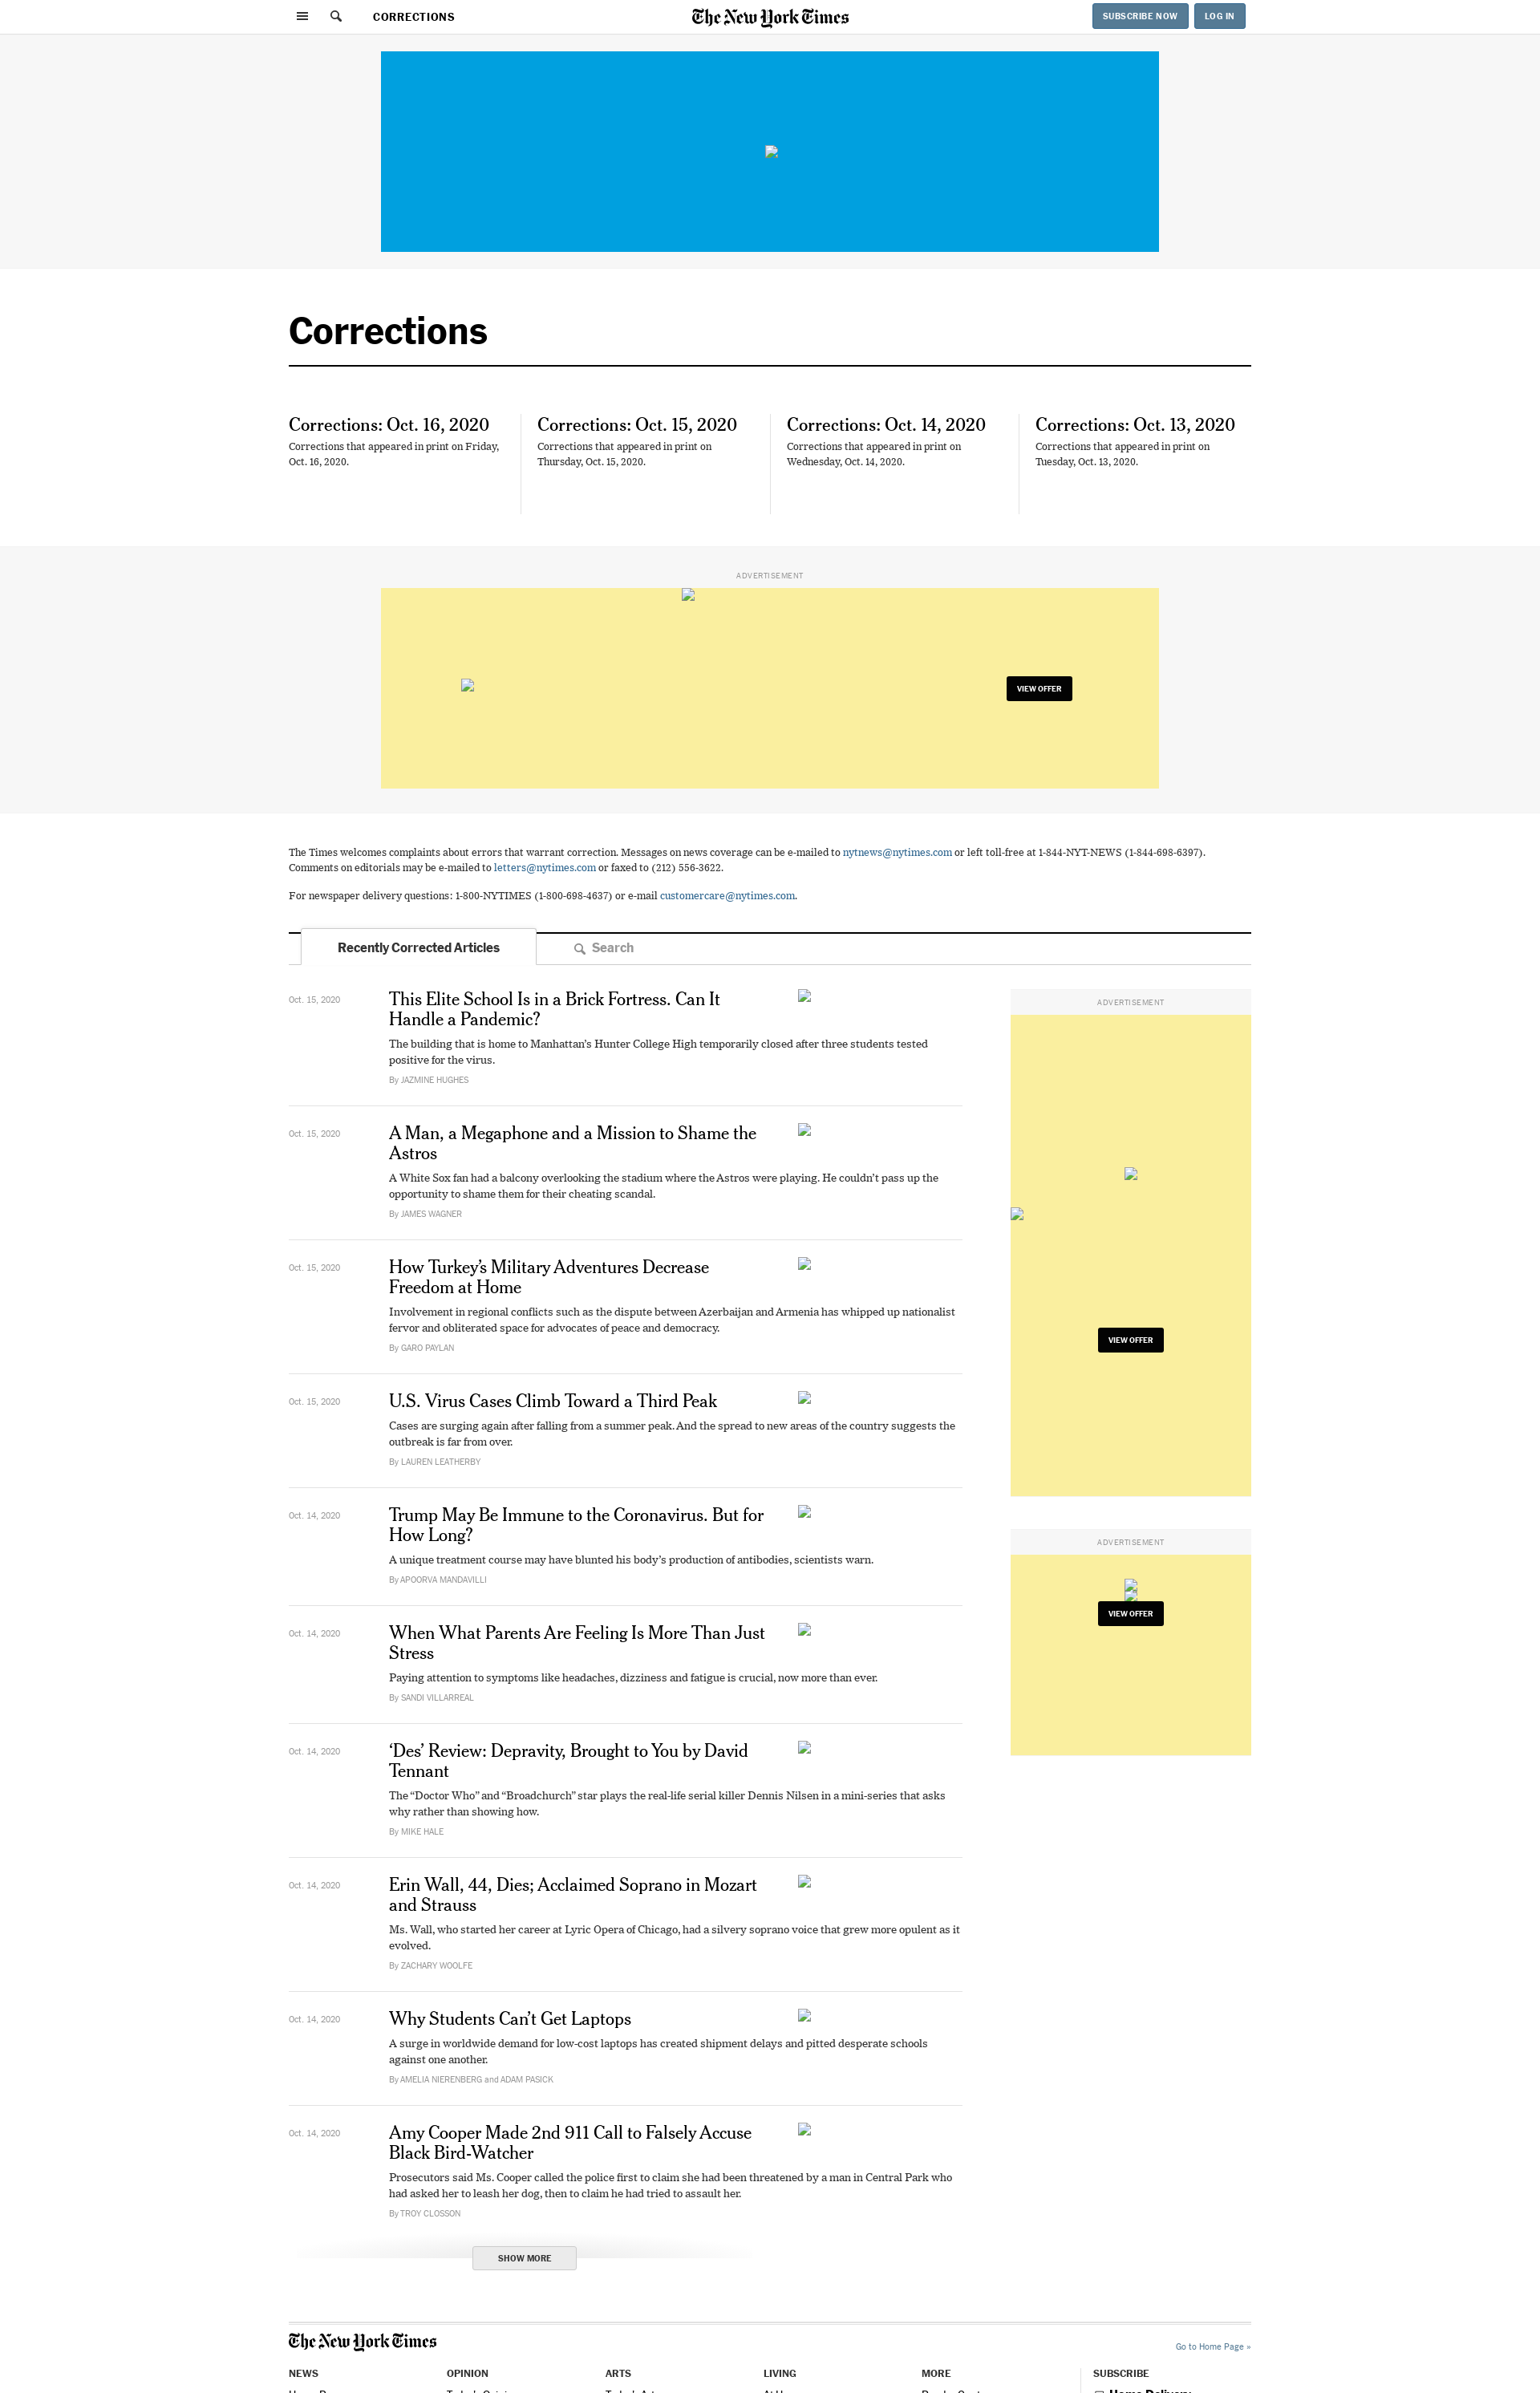 CORRECTIONS
The New York Times
SUBSCRIBE NOW
LOG IN
Corrections
Corrections: Oct. 16, 2020
Corrections that appeared in print on Friday,
Oct. 16, 2020.
Corrections: Oct. 15, 2020
Corrections that appeared in print on
Thursday, Oct. 15, 2020.
Corrections: Oct. 14, 2020
Corrections that appeared in print on
Wednesday, Oct. 14, 2020.
Corrections: Oct. 13, 2020
Corrections that appeared in print on
Tuesday, Oct. 13, 2020.
ADVERTISEMENT
VIEW OFFER
The Times welcomes complaints about errors that warrant correction. Messages on news coverage can be e-mailed to nytnews@nytimes.com or left toll-free at 1-844-NYT-NEWS (1-844-698-6397).
Comments on editorials may be e-mailed to letters@nytimes.com or faxed to (212) 556-3622.
For newspaper delivery questions: 1-800-NYTIMES (1-800-698-4637) or e-mail customercare@nytimes.com.
Recently Corrected Articles
Search
Oct. 15, 2020
This Elite School Is in a Brick Fortress. Can It
Handle a Pandemic?
The building that is home to Manhattan’s Hunter College High temporarily closed after three students tested
positive for the virus.
By JAZMINE HUGHES
Oct. 15, 2020
A Man, a Megaphone and a Mission to Shame the
Astros
A White Sox fan had a balcony overlooking the stadium where the Astros were playing. He couldn’t pass up the
opportunity to shame them for their cheating scandal.
By JAMES WAGNER
Oct. 15, 2020
How Turkey’s Military Adventures Decrease
Freedom at Home
Involvement in regional conflicts such as the dispute between Azerbaijan and Armenia has whipped up nationalist
fervor and obliterated space for advocates of peace and democracy.
By GARO PAYLAN
Oct. 15, 2020
U.S. Virus Cases Climb Toward a Third Peak
Cases are surging again after falling from a summer peak. And the spread to new areas of the country suggests the
outbreak is far from over.
By LAUREN LEATHERBY
Oct. 14, 2020
Trump May Be Immune to the Coronavirus. But for
How Long?
A unique treatment course may have blunted his body’s production of antibodies, scientists warn.
By APOORVA MANDAVILLI
Oct. 14, 2020
When What Parents Are Feeling Is More Than Just
Stress
Paying attention to symptoms like headaches, dizziness and fatigue is crucial, now more than ever.
By SANDI VILLARREAL
Oct. 14, 2020
‘Des’ Review: Depravity, Brought to You by David
Tennant
The “Doctor Who” and “Broadchurch” star plays the real-life serial killer Dennis Nilsen in a mini-series that asks
why rather than showing how.
By MIKE HALE
Oct. 14, 2020
Erin Wall, 44, Dies; Acclaimed Soprano in Mozart
and Strauss
Ms. Wall, who started her career at Lyric Opera of Chicago, had a silvery soprano voice that grew more opulent as it
evolved.
By ZACHARY WOOLFE
Oct. 14, 2020
Why Students Can’t Get Laptops
A surge in worldwide demand for low-cost laptops has created shipment delays and pitted desperate schools
against one another.
By AMELIA NIERENBERG and ADAM PASICK
Oct. 14, 2020
Amy Cooper Made 2nd 911 Call to Falsely Accuse
Black Bird-Watcher
Prosecutors said Ms. Cooper called the police first to claim she had been threatened by a man in Central Park who
had asked her to leash her dog, then to claim he had tried to assault her.
By TROY CLOSSON
SHOW MORE
ADVERTISEMENT
VIEW OFFER
ADVERTISEMENT
VIEW OFFER
The New York Times
Go to Home Page »
NEWS
OPINION
ARTS
LIVING
MORE
SUBSCRIBE